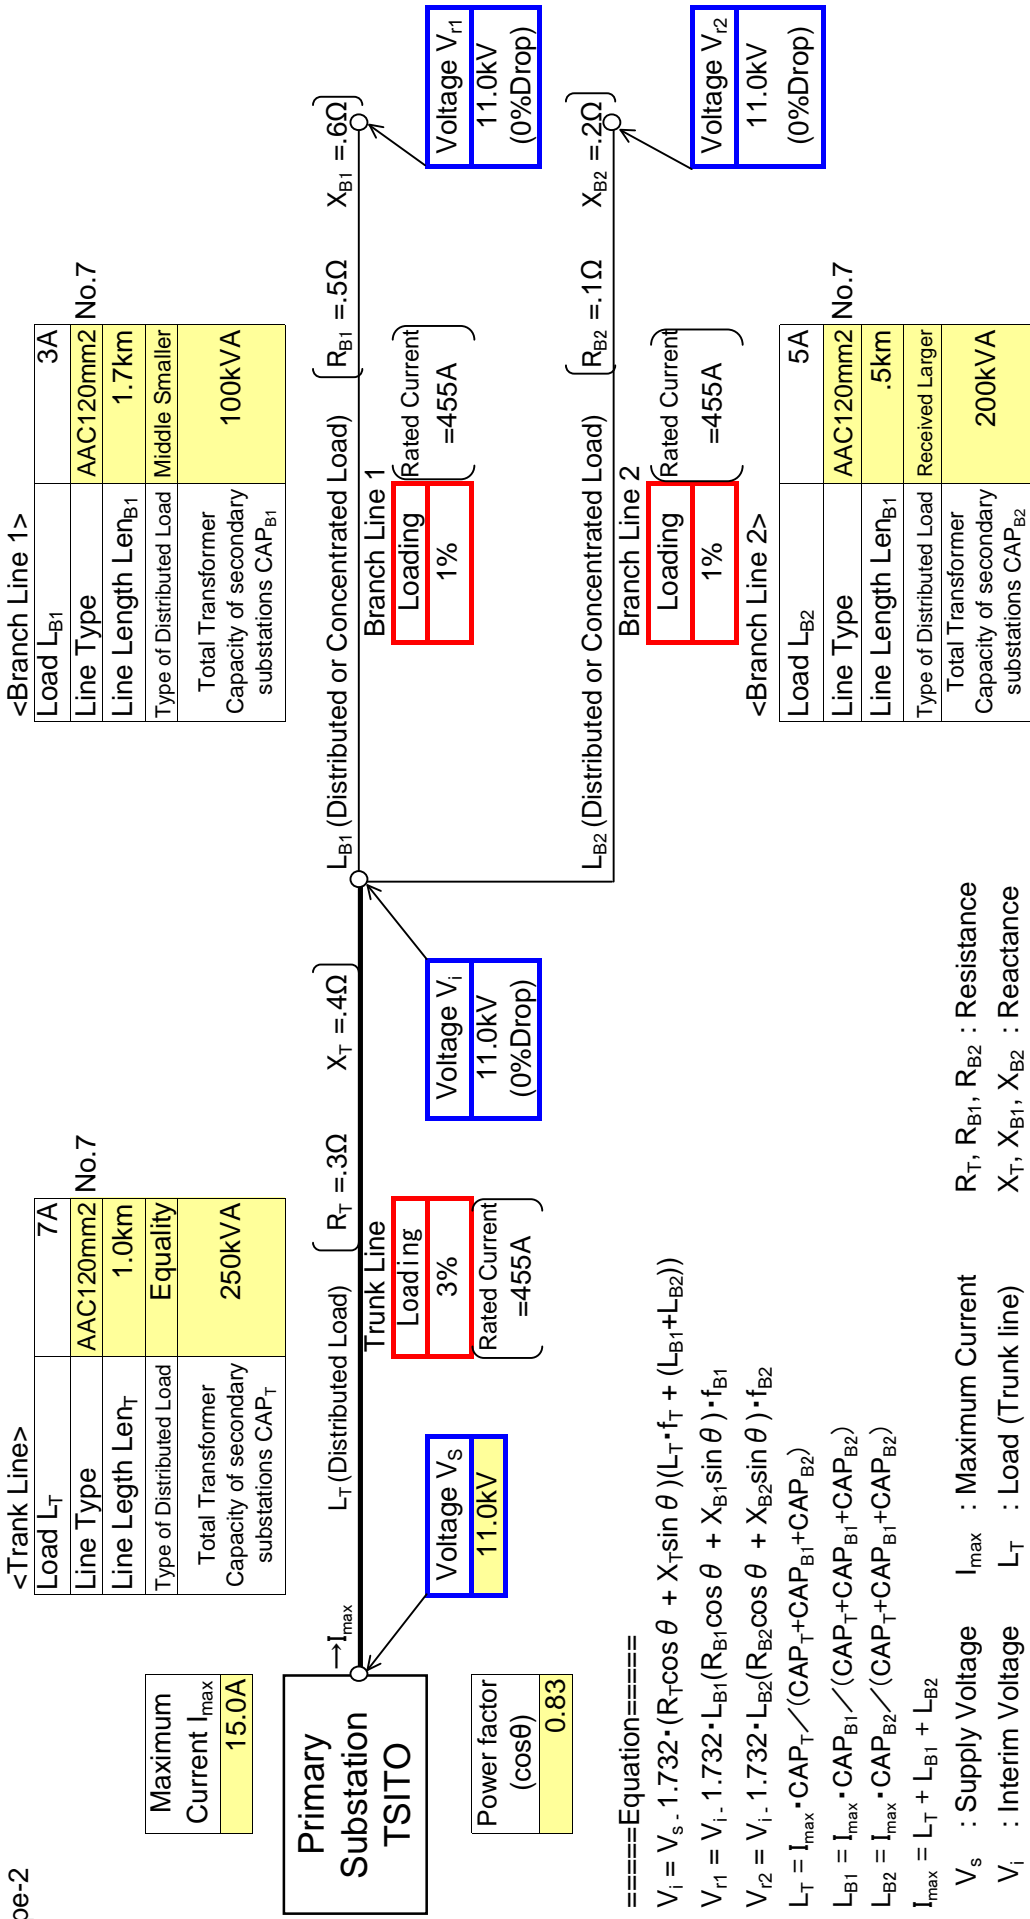 pe-2
Maximum
Current Imax
15.0A
<Trank Line>
Load LT 7A
Line Type AAC120mm2 No.7
Line Legth LenT 1.0km
Type of Distributed Load Equality
Total Transformer
Capacity of secondary
substations CAPT
250kVA
<Branch Line 1>
Load LB1 3A
Line Type AAC120mm2 No.7
Line Length LenB1 1.7km
Type of Distributed Load Middle Smaller
Total Transformer
Capacity of secondary
substations CAPB1
100kVA
Primary
Substation
TSITO
→Imax
LT (Distributed Load)
RT =.3Ω XT =.4Ω
LB1 (Distributed or Concentrated Load)
RB1 =.5Ω XB1 =.6Ω
Trunk Line
Loading
3%
Rated Current
=455A
Branch Line 1
Loading
1%
Rated Current
=455A
Voltage VS
11.0kV
Voltage Vi
11.0kV
(0%Drop)
Voltage Vr1
11.0kV
(0%Drop)
Power factor
(cosθ)
0.83
LB2 (Distributed or Concentrated Load)
RB2 =.1Ω XB2 =.2Ω
Branch Line 2
Loading
1%
Rated Current
=455A
Voltage Vr2
11.0kV
(0%Drop)
<Branch Line 2>
Load LB2 5A
Line Type AAC120mm2 No.7
Line Length LenB1 .5km
Type of Distributed Load Received Larger
Total Transformer
Capacity of secondary
substations CAPB2
200kVA
=====Equation=====
Vi = Vs - 1.732・(RTcosθ + XTsinθ)(LT・fT + (LB1+LB2))
Vr1 = Vi - 1.732・LB1(RB1cosθ + XB1sinθ)・fB1
Vr2 = Vi - 1.732・LB2(RB2cosθ + XB2sinθ)・fB2
LT = Imax・CAPT／(CAPT+CAPB1+CAPB2)
LB1 = Imax・CAPB1／(CAPT+CAPB1+CAPB2)
LB2 = Imax・CAPB2／(CAPT+CAPB1+CAPB2)
Imax = LT + LB1 + LB2
Vs : Supply Voltage Imax : Maximum Current RT, RB1, RB2 : Resistance
Vi : Interim Voltage LT : Load (Trunk line) XT, XB1, XB2 : Reactance